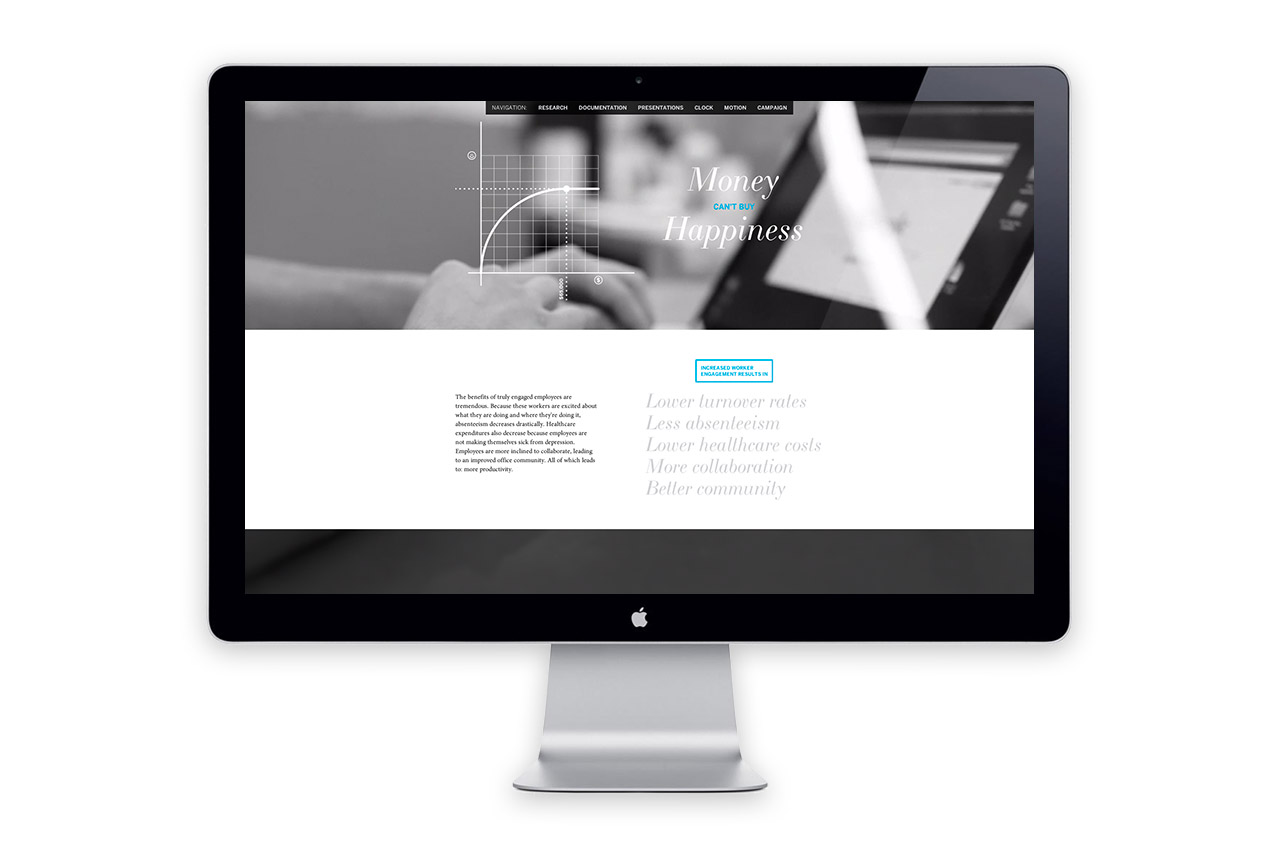 NAVIGATION: RESEARCH DOCUMENTATION PRESENTATIONS CLOCK MOTION CAMPAIGN
Money
CAN'T BUY
Happiness
$
INCREASED WORKER
ENGAGEMENT RESULTS IN
The benefits of truly engaged employees are
tremendous. Because these workers are excited about
what they are doing and where they're doing it,
absenteeism decreases drastically. Healthcare
expenditures also decrease because employees are
not making themselves sick from depression.
Employees are more inclined to collaborate, leading
to an improved office community. All of which leads
to: more productivity.
Lower turnover rates
Less absenteeism
Lower healthcare costs
More collaboration
Better community